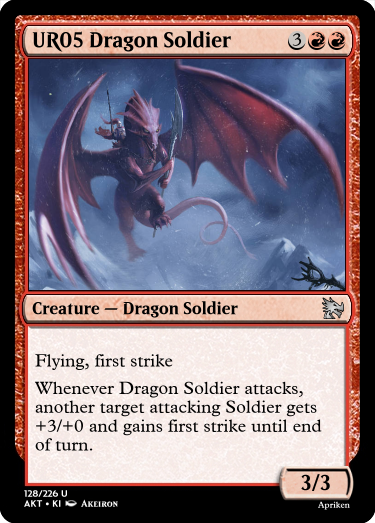 UR05 Dragon Soldier 3
Creature — Dragon Soldier
Flying, first strike
Whenever Dragon Soldier attacks,
another target attacking Soldier gets
+3/+0 and gains first strike until end
of turn.
3/3
128/226 U
AKT • KI Akeiron
Apriken